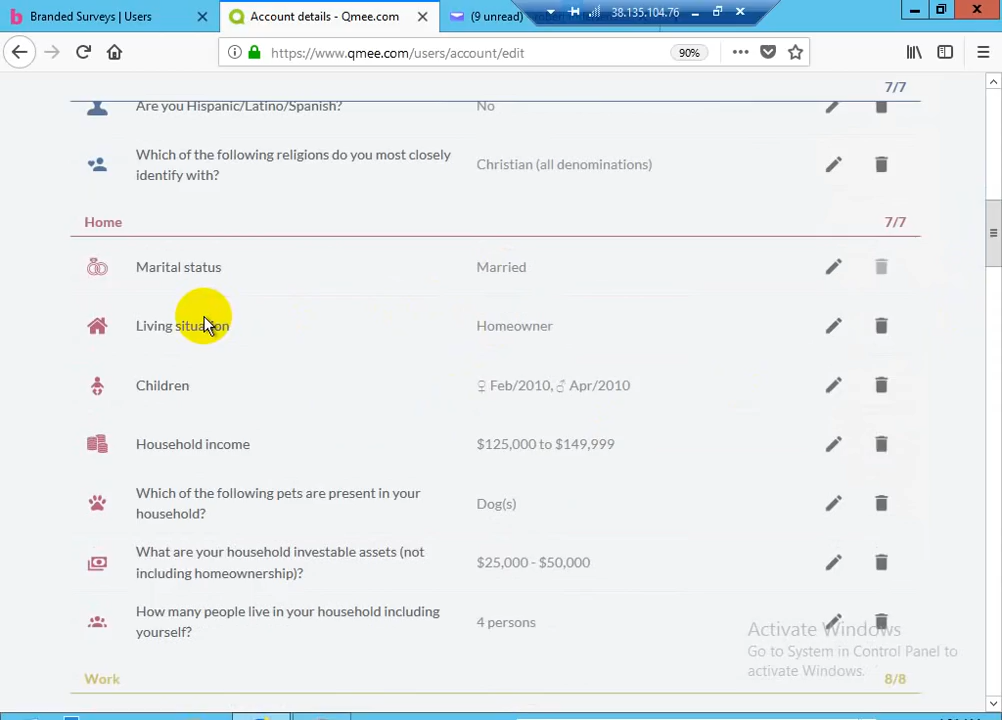 Branded Surveys | Users
Account details - Qmee.com
(9 unread)
38.135.104.76
https://www.qmee.com/users/account/edit
90%
7/7
Are you Hispanic/Latino/Spanish? No
Which of the following religions do you most closely
identify with?
Christian (all denominations)
Home 7/7
Marital status Married
Living situation Homeowner
Children ♀ Feb/2010, ♂ Apr/2010
Household income $125,000 to $149,999
Which of the following pets are present in your
household?
Dog(s)
What are your household investable assets (not
including homeownership)?
$25,000 - $50,000
How many people live in your household including
yourself?
4 persons
Activate Windows
Go to System in Control Panel to
activate Windows.
Work 8/8